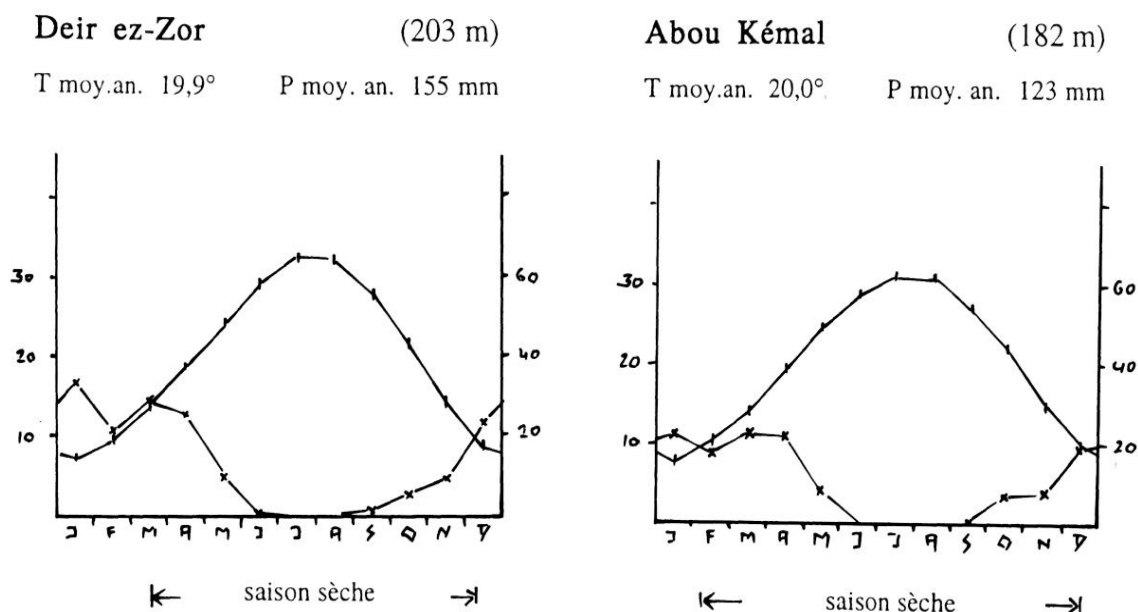 Deir ez-Zor (203 m)
T moy.an. 19,9° P moy. an. 155 mm
30
20
10
60
40
20
J F M A M J J A S O N D
saison sèche
Abou Kémal (182 m)
T moy.an. 20,0° P moy. an. 123 mm
30
20
10
60
40
20
J F M A M J J A S O N D
saison sèche